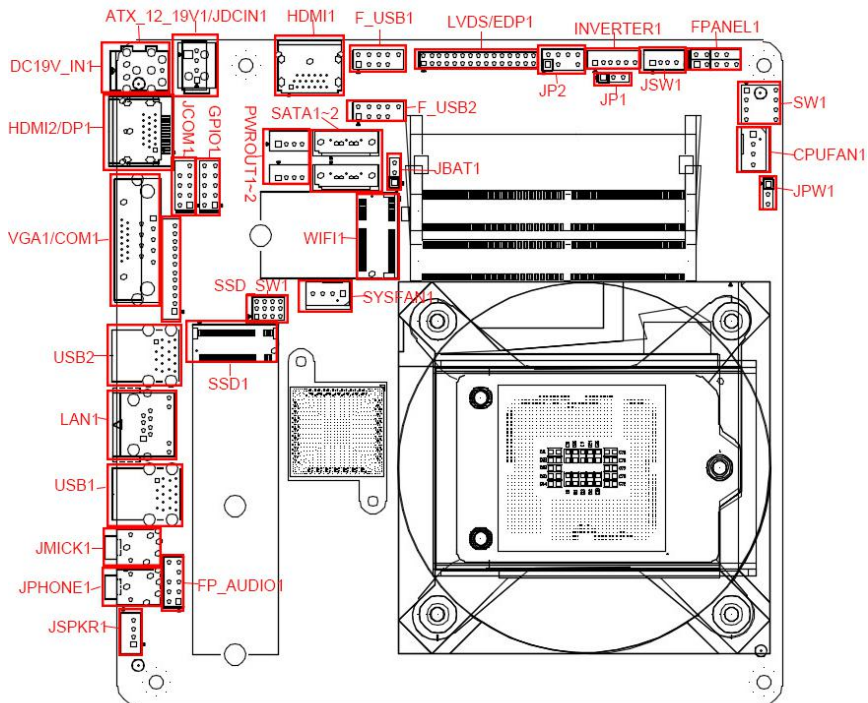 ATX_12_19V1/JDCIN1
HDMI1
F_USB1
LVDS/EDP1
INVERTER1
FPANEL1
DC19V_IN1
JP2
JP1
JSW1
SW1
HDMI2/DP1
JCOM1
GPIO1
PWROUT1~2
SATA1~2
F_USB2
JBAT1
CPUFAN1
JPW1
VGA1/COM1
WIFI1
SSD_SW1
SYSFAN1
USB2
SSD1
LAN1
USB1
JMICK1
JPHONE1
FP_AUDIO1
JSPKR1